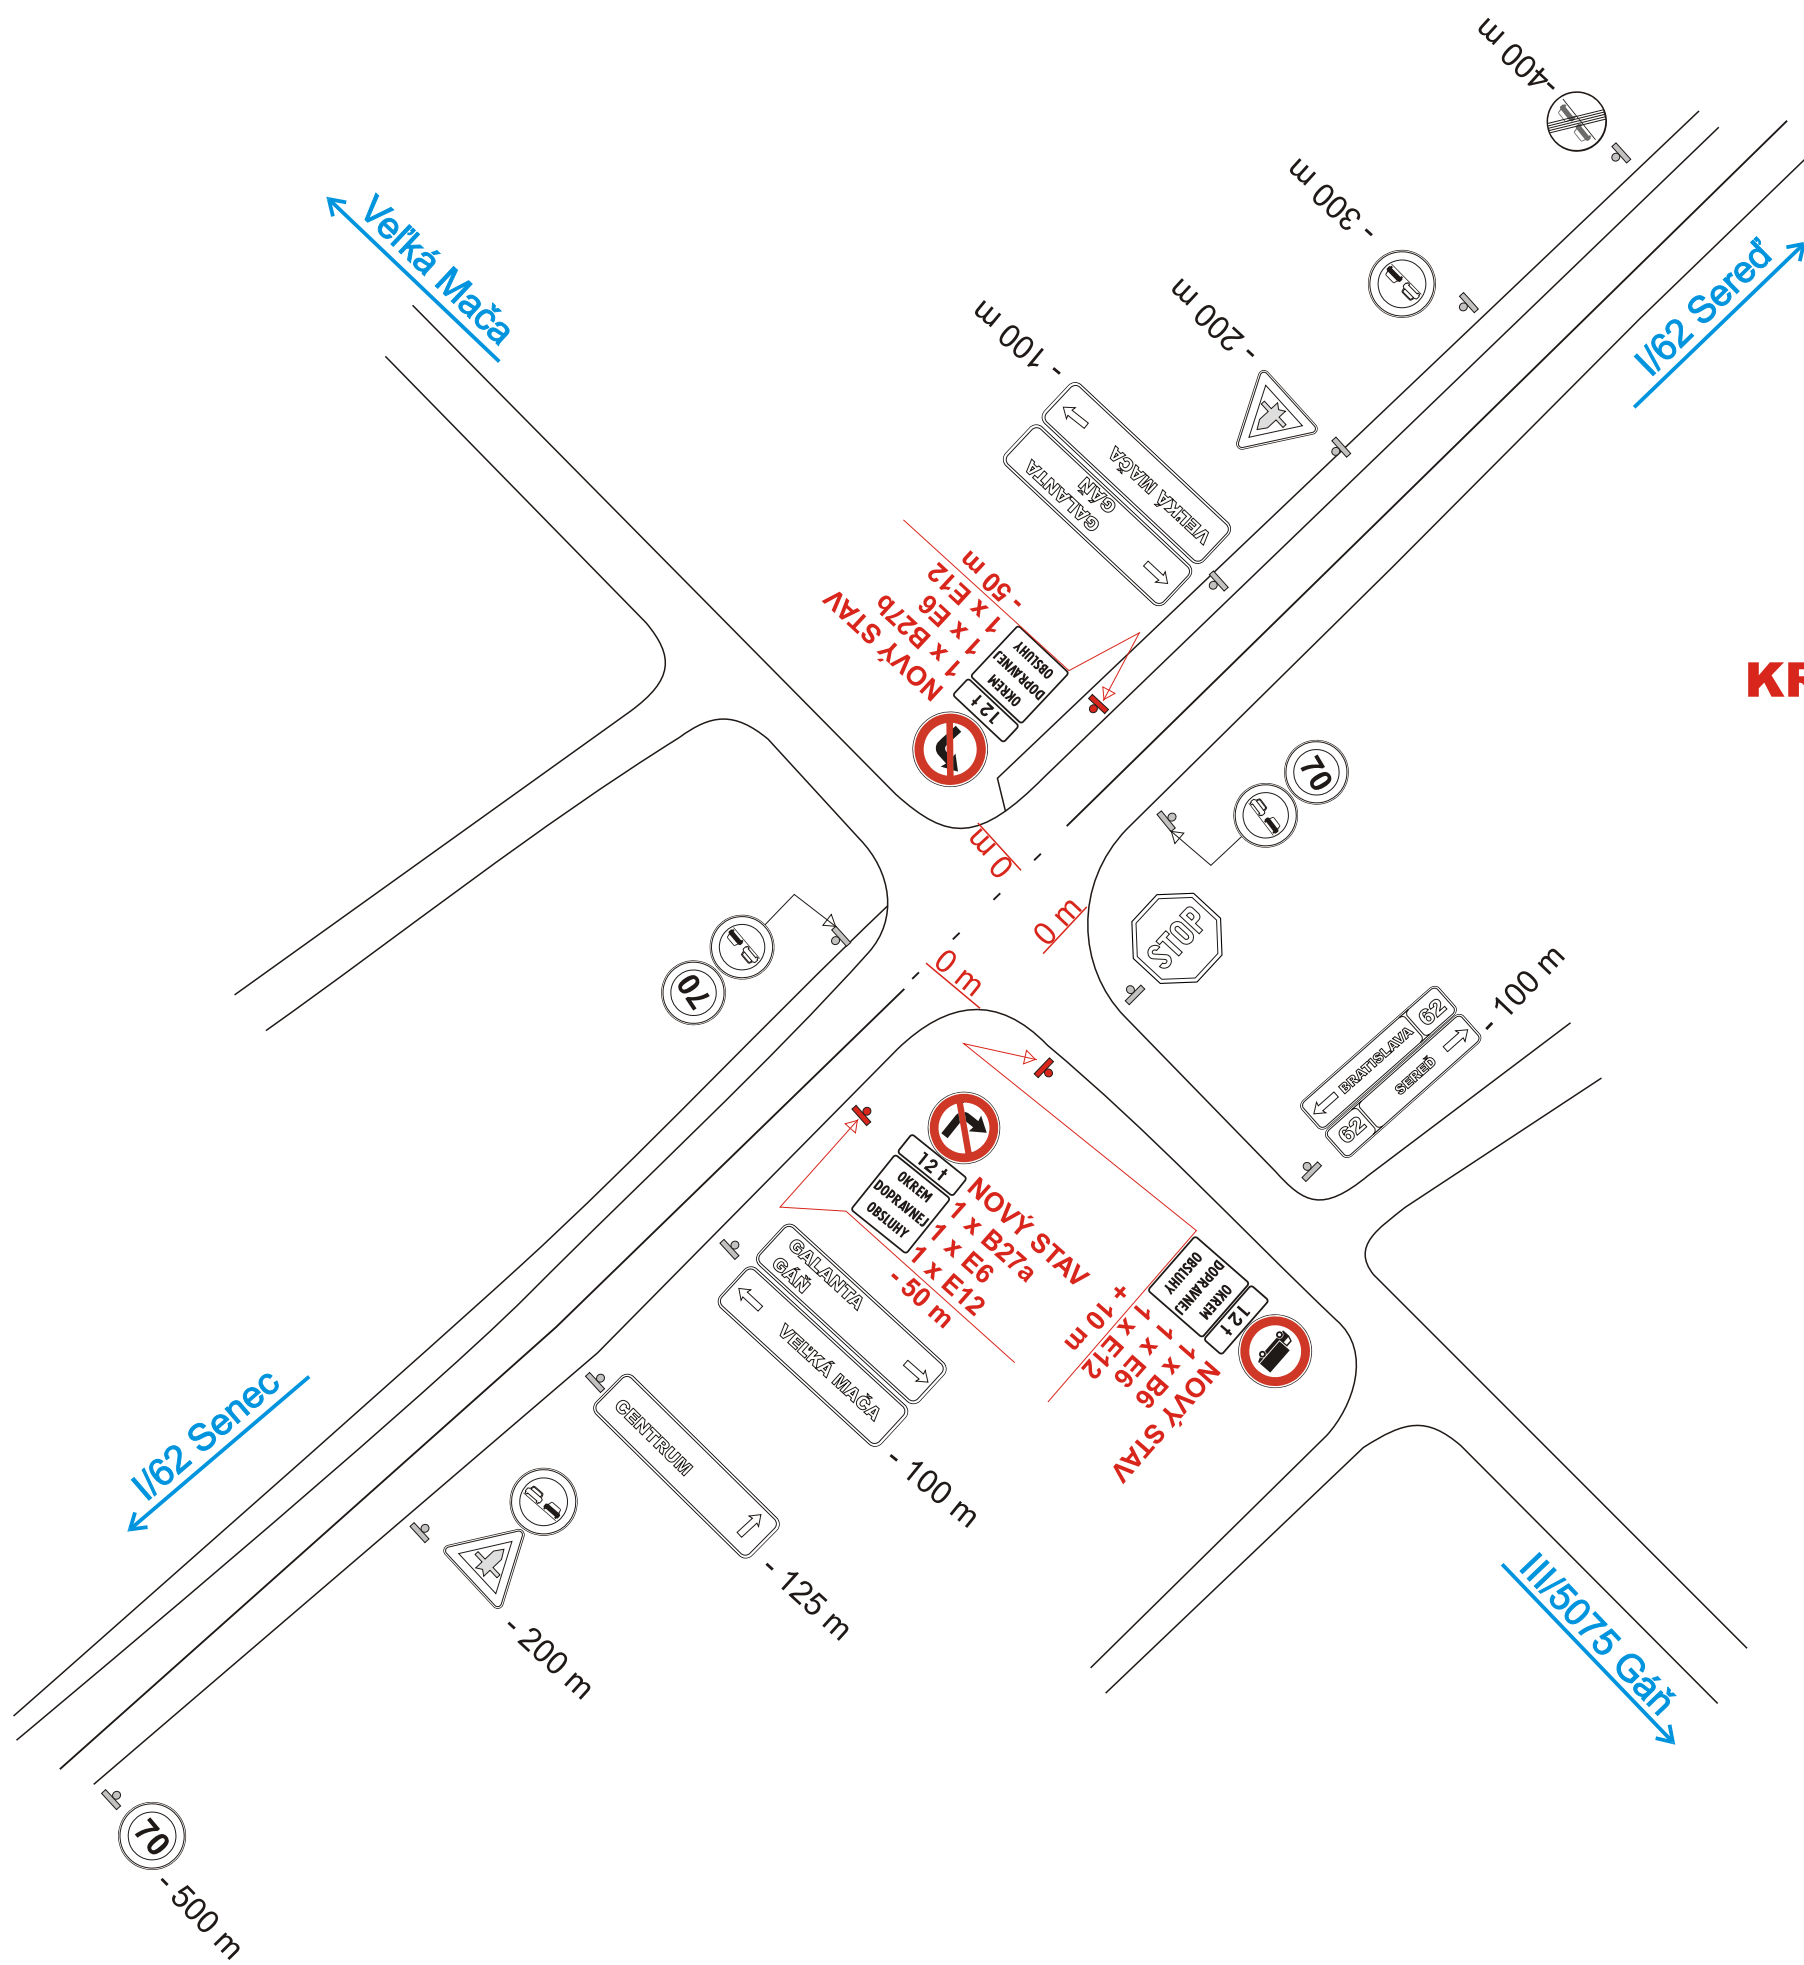 -400 m
- 300 m
- 200 m
- 100 m
Veľká Mača
I/62 Sereď
VEĽKÁ MAČA
GALANTA
GÁŇ
NOVÝ STAV
1 x B27b
1 x E6
1 x E12
- 50 m
12 t
OKREM
DOPRAVNEJ
OBSLUHY
KR
70
0 m
0 m
0 m
STOP
70
- 100 m
BRATISLAVA 62
62 SEREĎ
12 t
OKREM
DOPRAVNEJ
OBSLUHY
NOVÝ STAV
1 x B27a
1 x E6
1 x E12
- 50 m
NOVÝ STAV
1 x B6
1 x E6
1 x E12
+ 10 m
12 t
OKREM
DOPRAVNEJ
OBSLUHY
GALANTA
GÁŇ
VEĽKÁ MAČA
- 100 m
CENTRUM
- 125 m
I/62 Senec
- 200 m
III/5075 Gáň
70
- 500 m